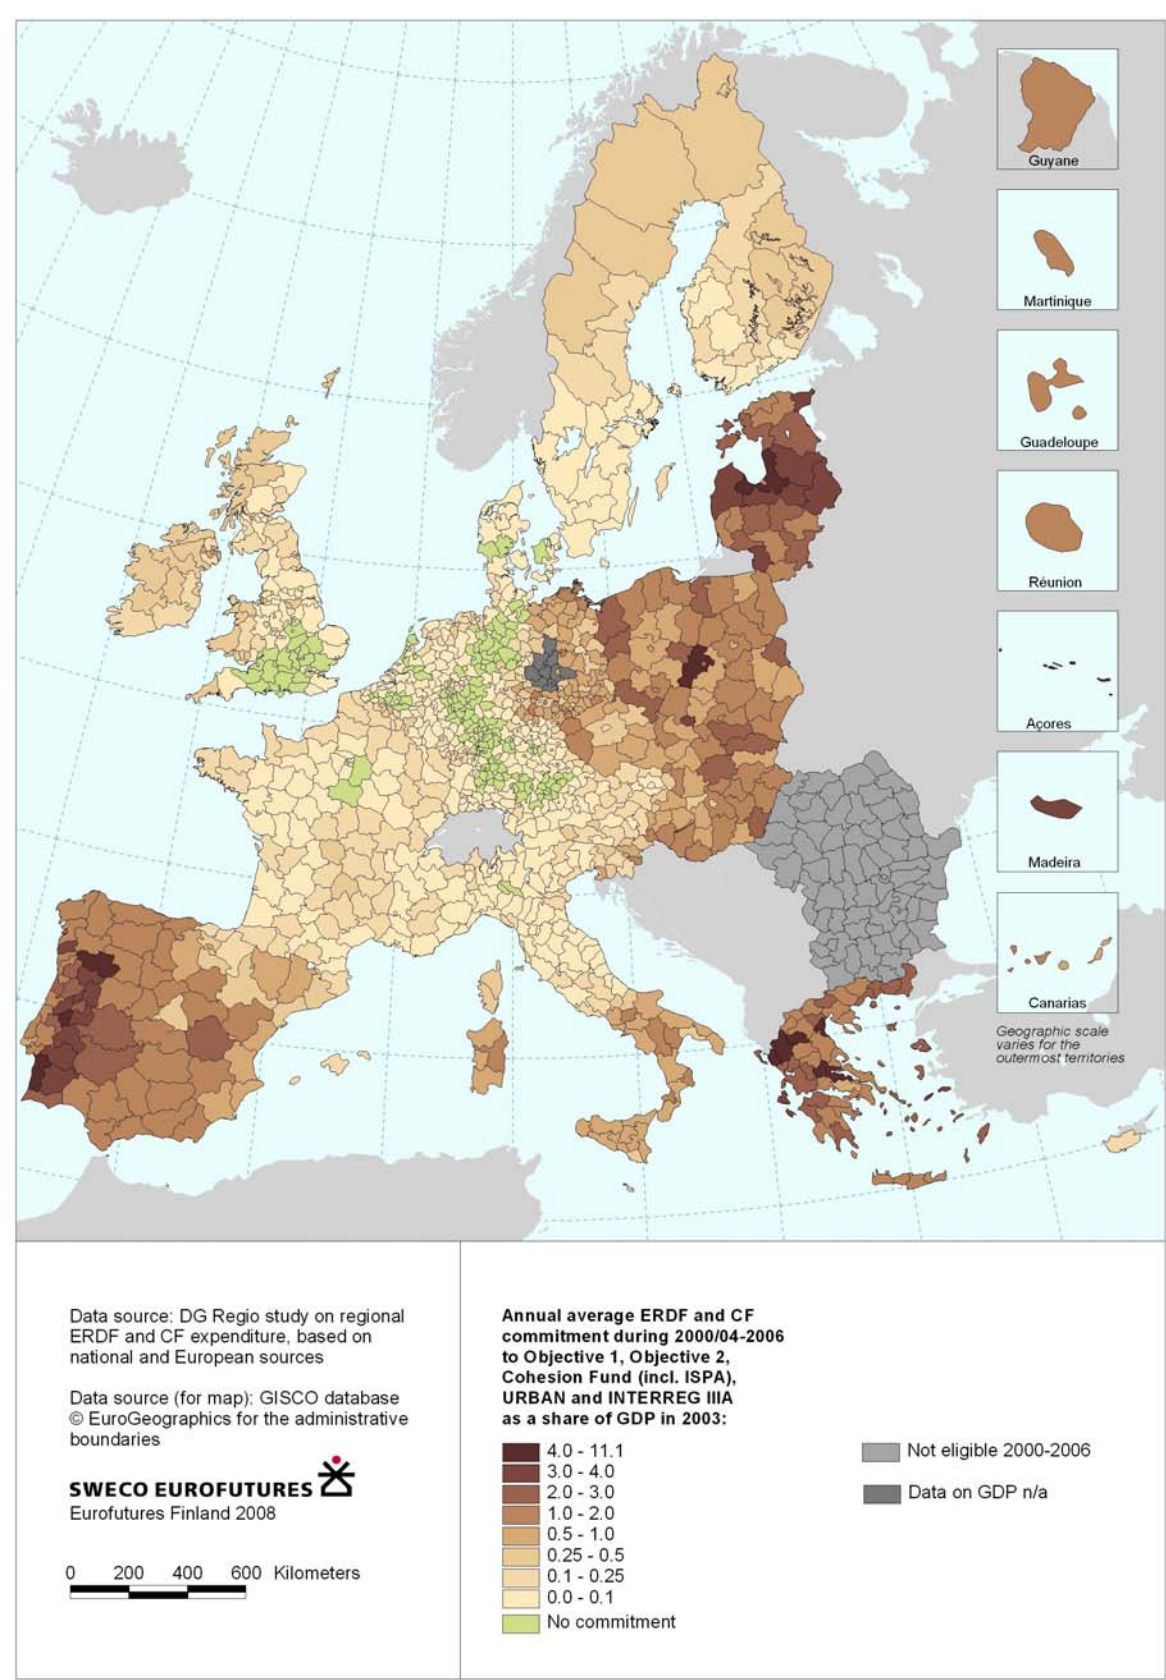 Guyane
Martinique
Guadeloupe
Réunion
Açores
Madeira
Canarias
Geographic scale
varies for the
outermost territories
Data source: DG Regio study on regional
ERDF and CF expenditure, based on
national and European sources
Data source (for map): GISCO database
© EuroGeographics for the administrative
boundaries
SWECO EUROFUTURES
Eurofutures Finland 2008
0 200 400 600 Kilometers
Annual average ERDF and CF
commitment during 2000/04-2006
to Objective 1, Objective 2,
Cohesion Fund (incl. ISPA),
URBAN and INTERREG IIIA
as a share of GDP in 2003:
4.0 - 11.1
3.0 - 4.0
2.0 - 3.0
1.0 - 2.0
0.5 - 1.0
0.25 - 0.5
0.1 - 0.25
0.0 - 0.1
No commitment
Not eligible 2000-2006
Data on GDP n/a